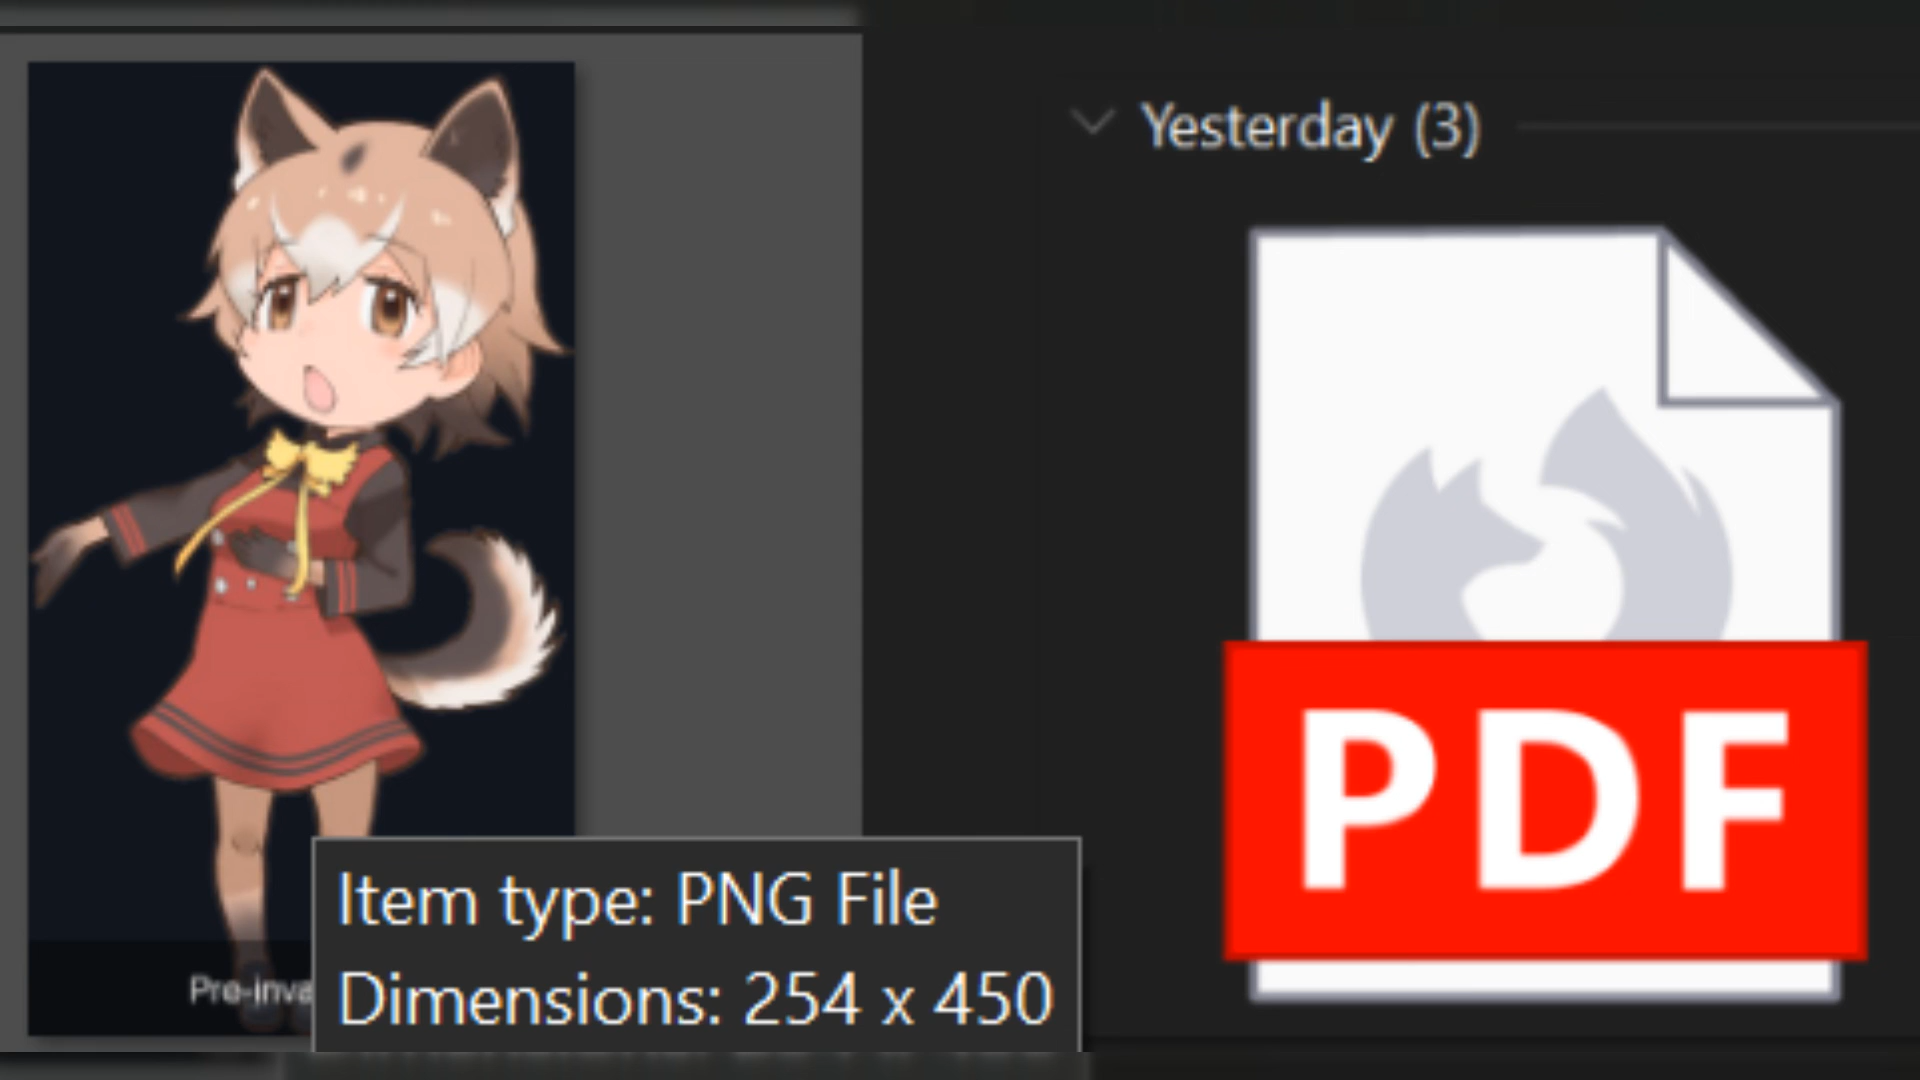 Yesterday (3)
PDF
Item type: PNG File
Dimensions: 254 x 450